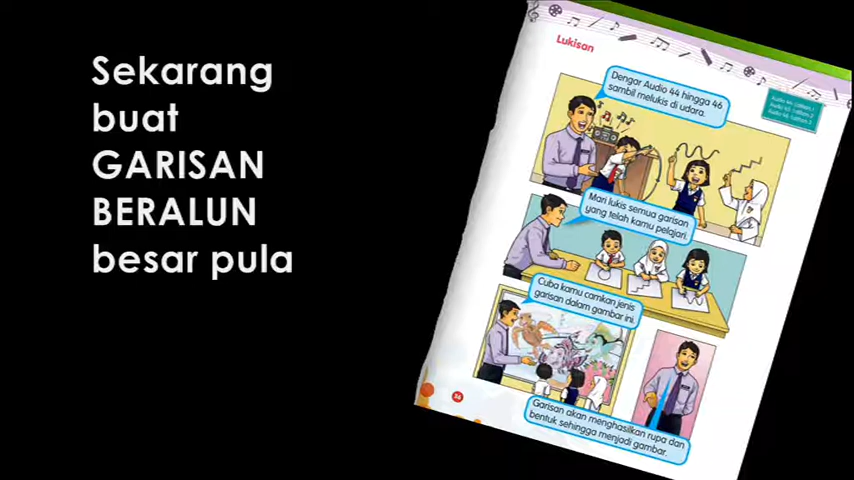 Sekarang
buat
GARISAN
BERALUN
besar pula
Lukisan
Dengar Audio 44 hingga 46
sambil melukis di udara.
Mari lukis semua garisan
yang telah kamu pelajari.
Cuba kamu camkan jenis
garisan dalam gambar ini.
36
Garisan akan menghasilkan rupa dan
bentuk sehingga menjadi gambar.